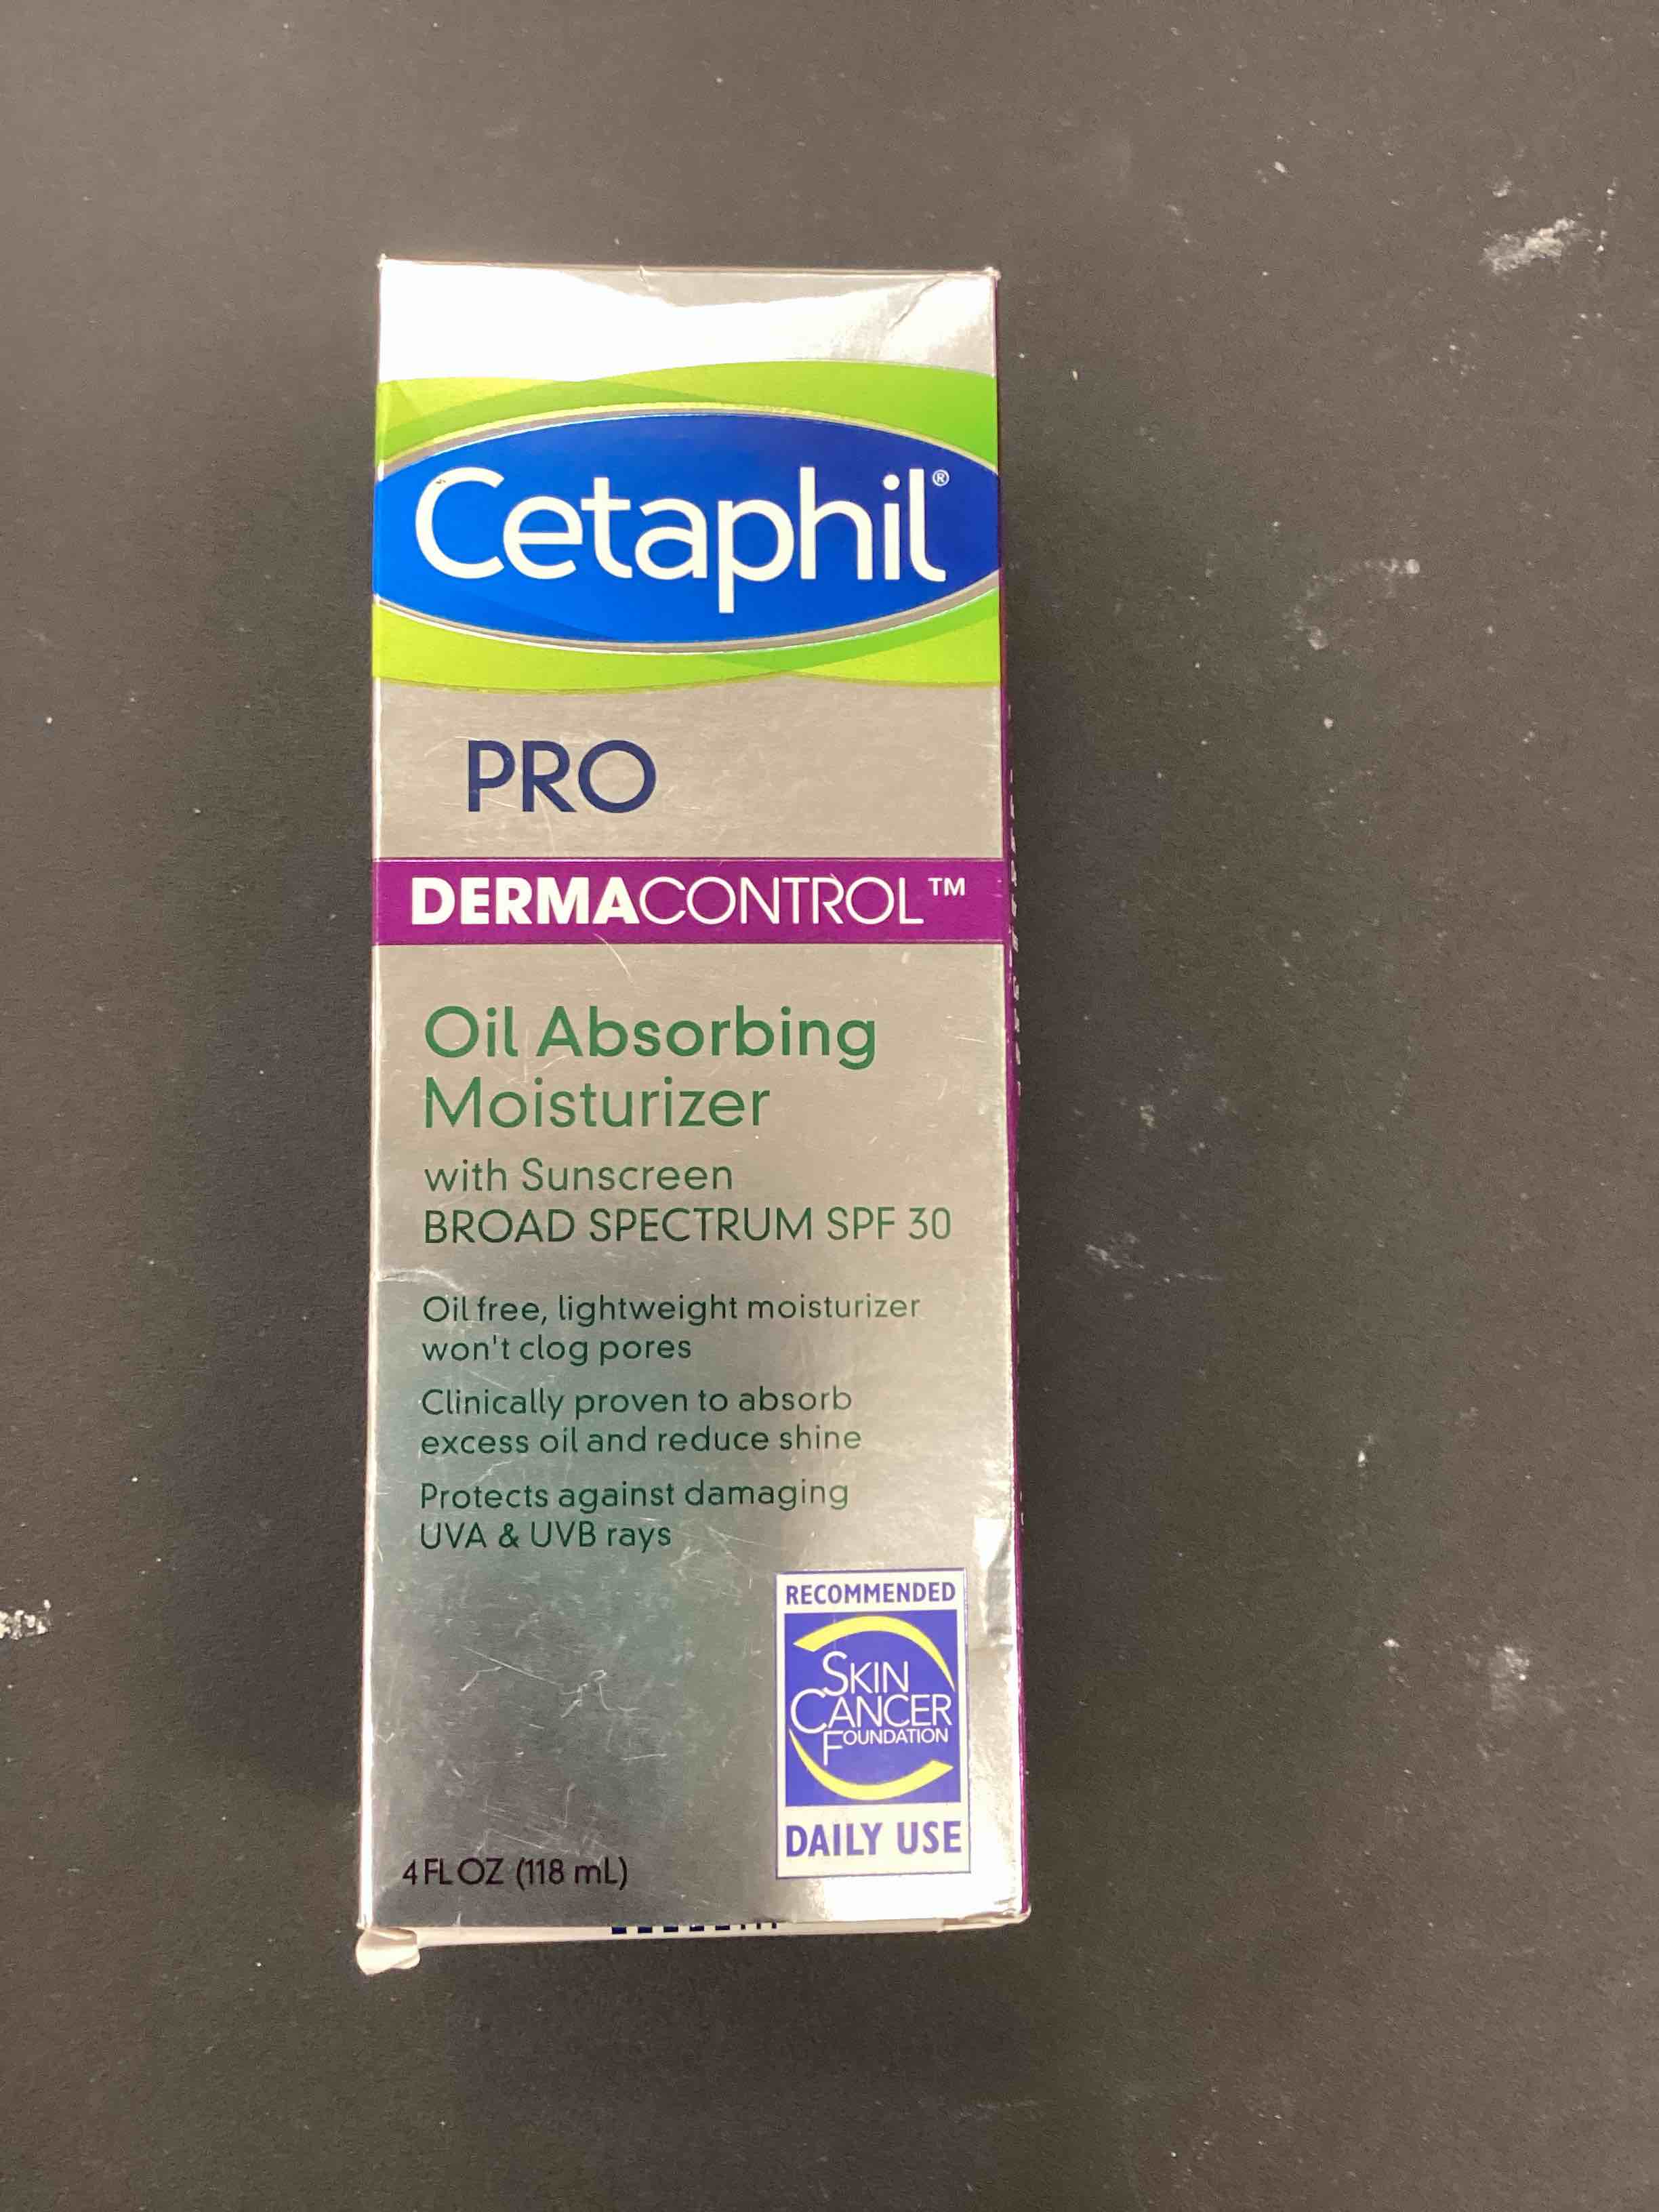 Cetaphil®
PRO
DERMACONTROL™
Oil Absorbing
Moisturizer
with Sunscreen
BROAD SPECTRUM SPF 30
Oil free, lightweight moisturizer
won't clog pores
Clinically proven to absorb
excess oil and reduce shine
Protects against damaging
UVA & UVB rays
RECOMMENDED
SKIN
CANCER
FOUNDATION
DAILY USE
4 FL OZ (118 mL)